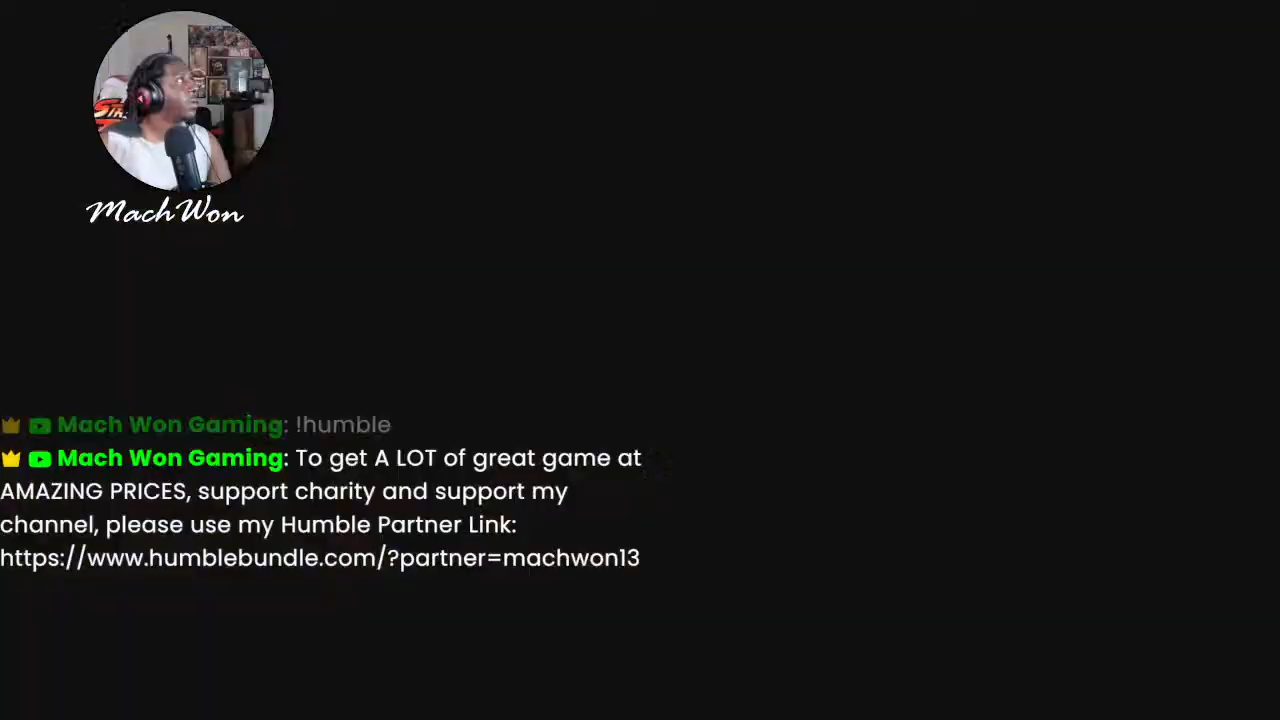 MachWon
Mach Won Gaming: !humble
Mach Won Gaming: To get A LOT of great game at
AMAZING PRICES, support charity and support my
channel, please use my Humble Partner Link:
https://www.humblebundle.com/?partner=machwon13